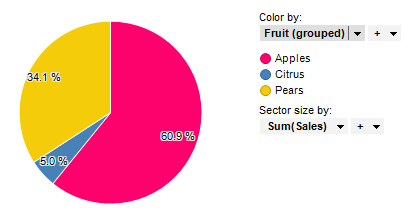 Color by:
Fruit (grouped) +
Apples
Citrus
Pears
Sector size by:
Sum(Sales) +
34.1 %
5.0 %
60.9 %